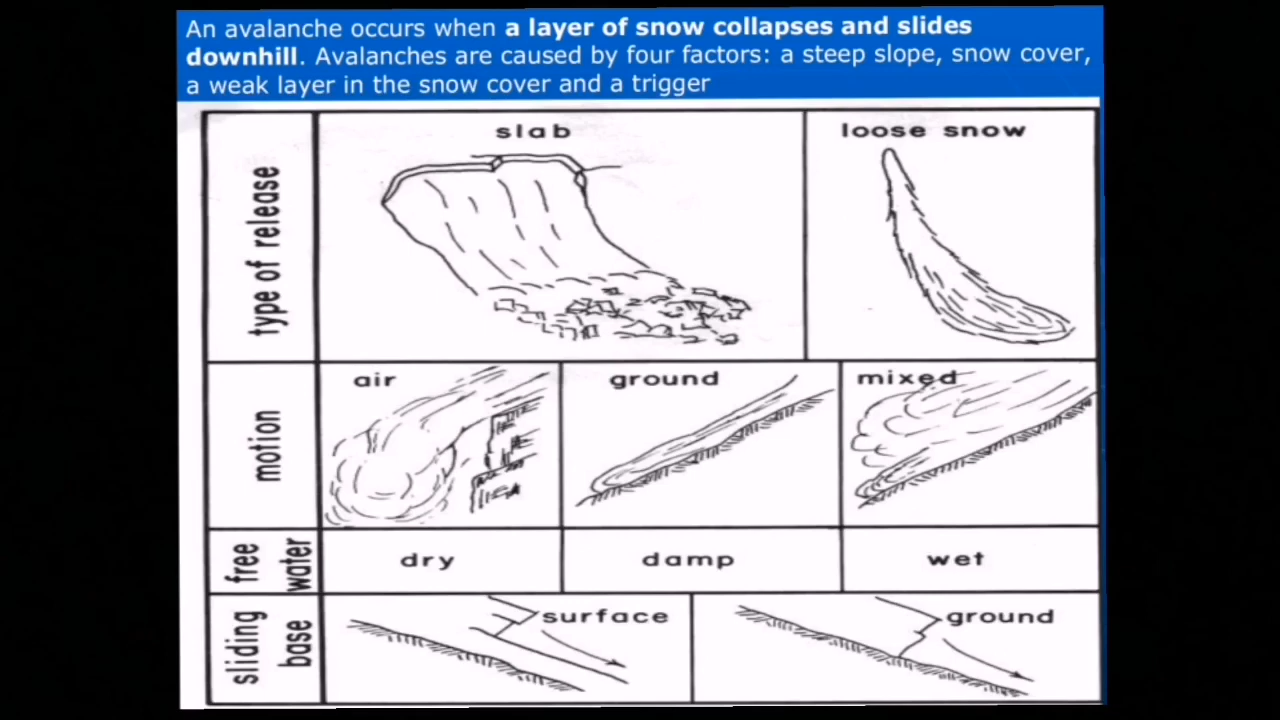 An avalanche occurs when a layer of snow collapses and slides
downhill. Avalanches are caused by four factors: a steep slope, snow cover,
a weak layer in the snow cover and a trigger
type of release
slab
loose snow
motion
air
ground
mixed
free
water
dry
damp
wet
sliding
base
surface
ground